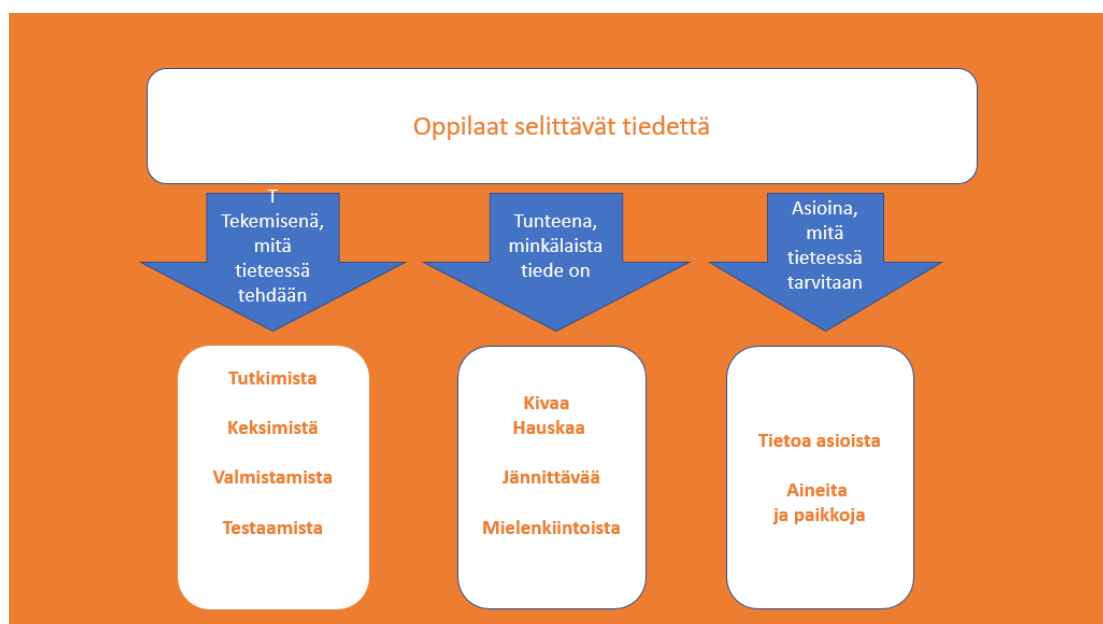 Oppilaat selittävät tiedettä
T
Tekemisenä,
mitä
tieteessä
tehdään
Tunteena,
minkälaista
tiede on
Asioina,
mitä
tieteessä
tarvitaan
Tutkimista
Keksimistä
Valmistamista
Testaamista
Kivaa
Hauskaa
Jännittävää
Mielenkiintoista
Tietoa asioista
Aineita
ja paikkoja